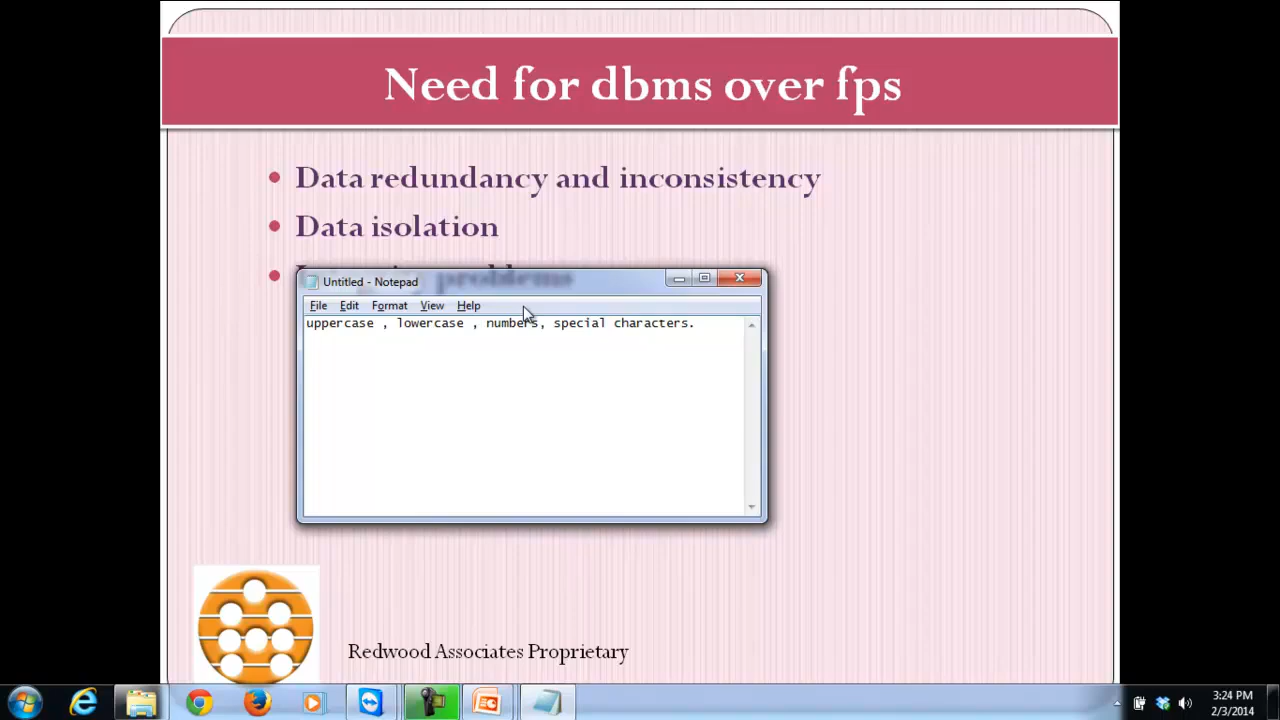 Need for dbms over fps
Data redundancy and inconsistency
Data isolation
problems
Untitled - Notepad
File Edit Format View Help
uppercase , lowercase , numbers, special characters.
Redwood Associates Proprietary
3:24 PM
2/3/2014